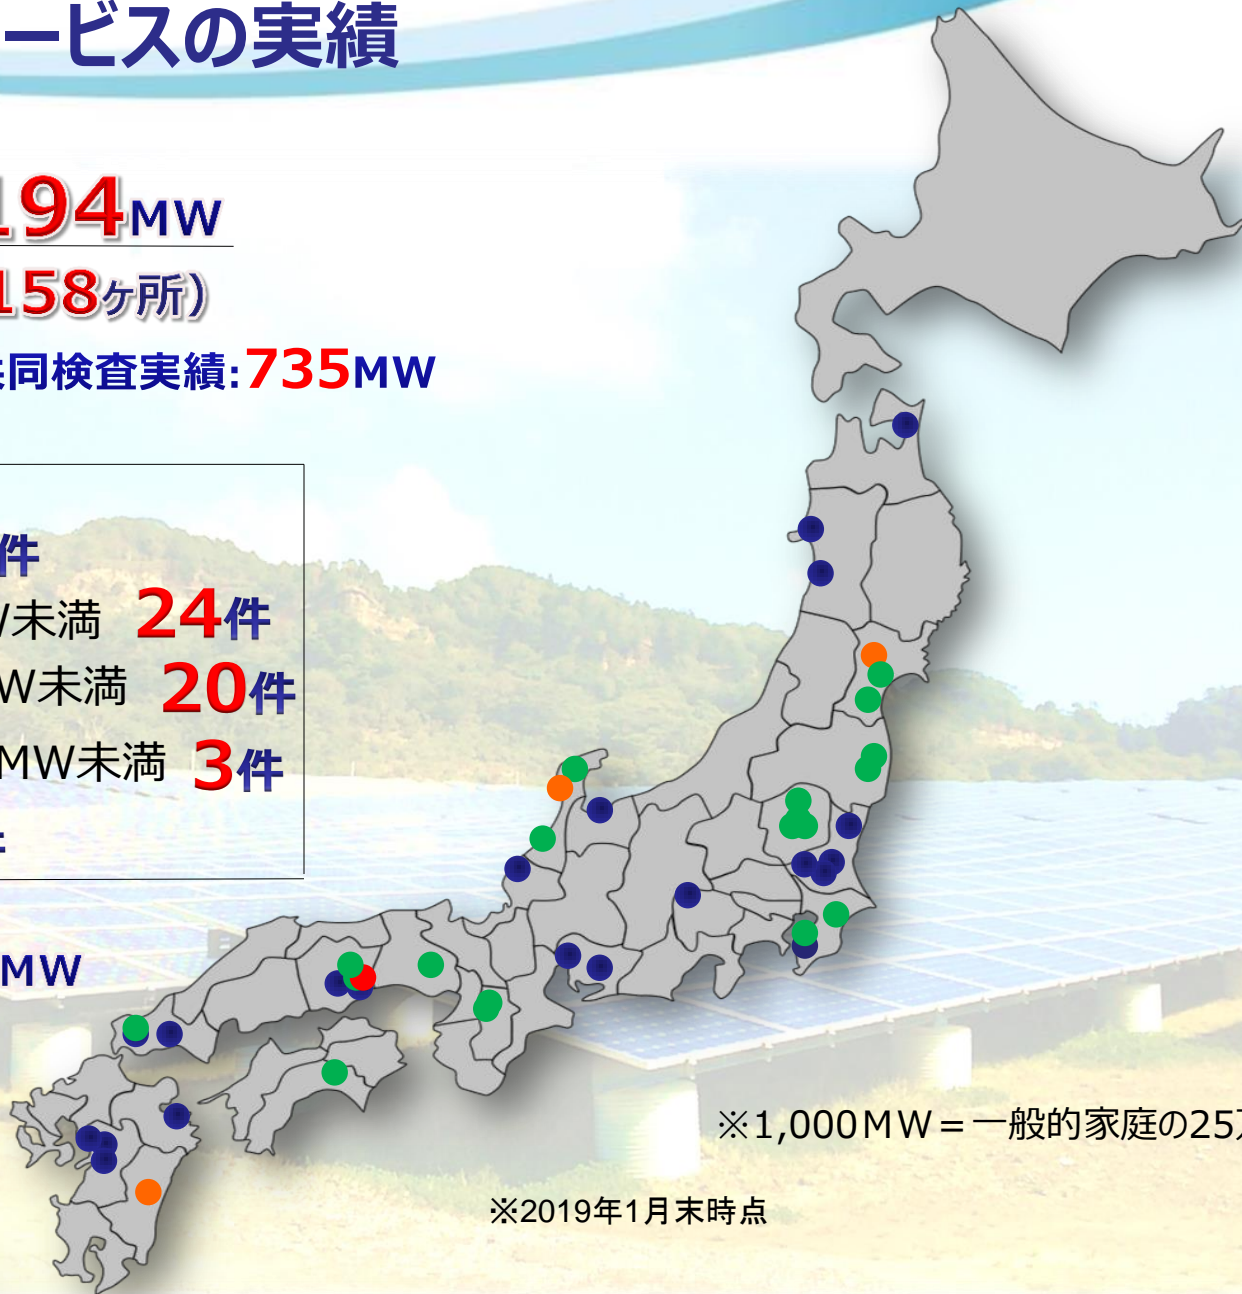 ービスの実績
194MW
158ヶ所）
同検査実績:735MW
件
W未満 24件
W未満 20件
MW未満 3件
MW
※1,000MW=一般的家庭の25
※2019年1月末時点